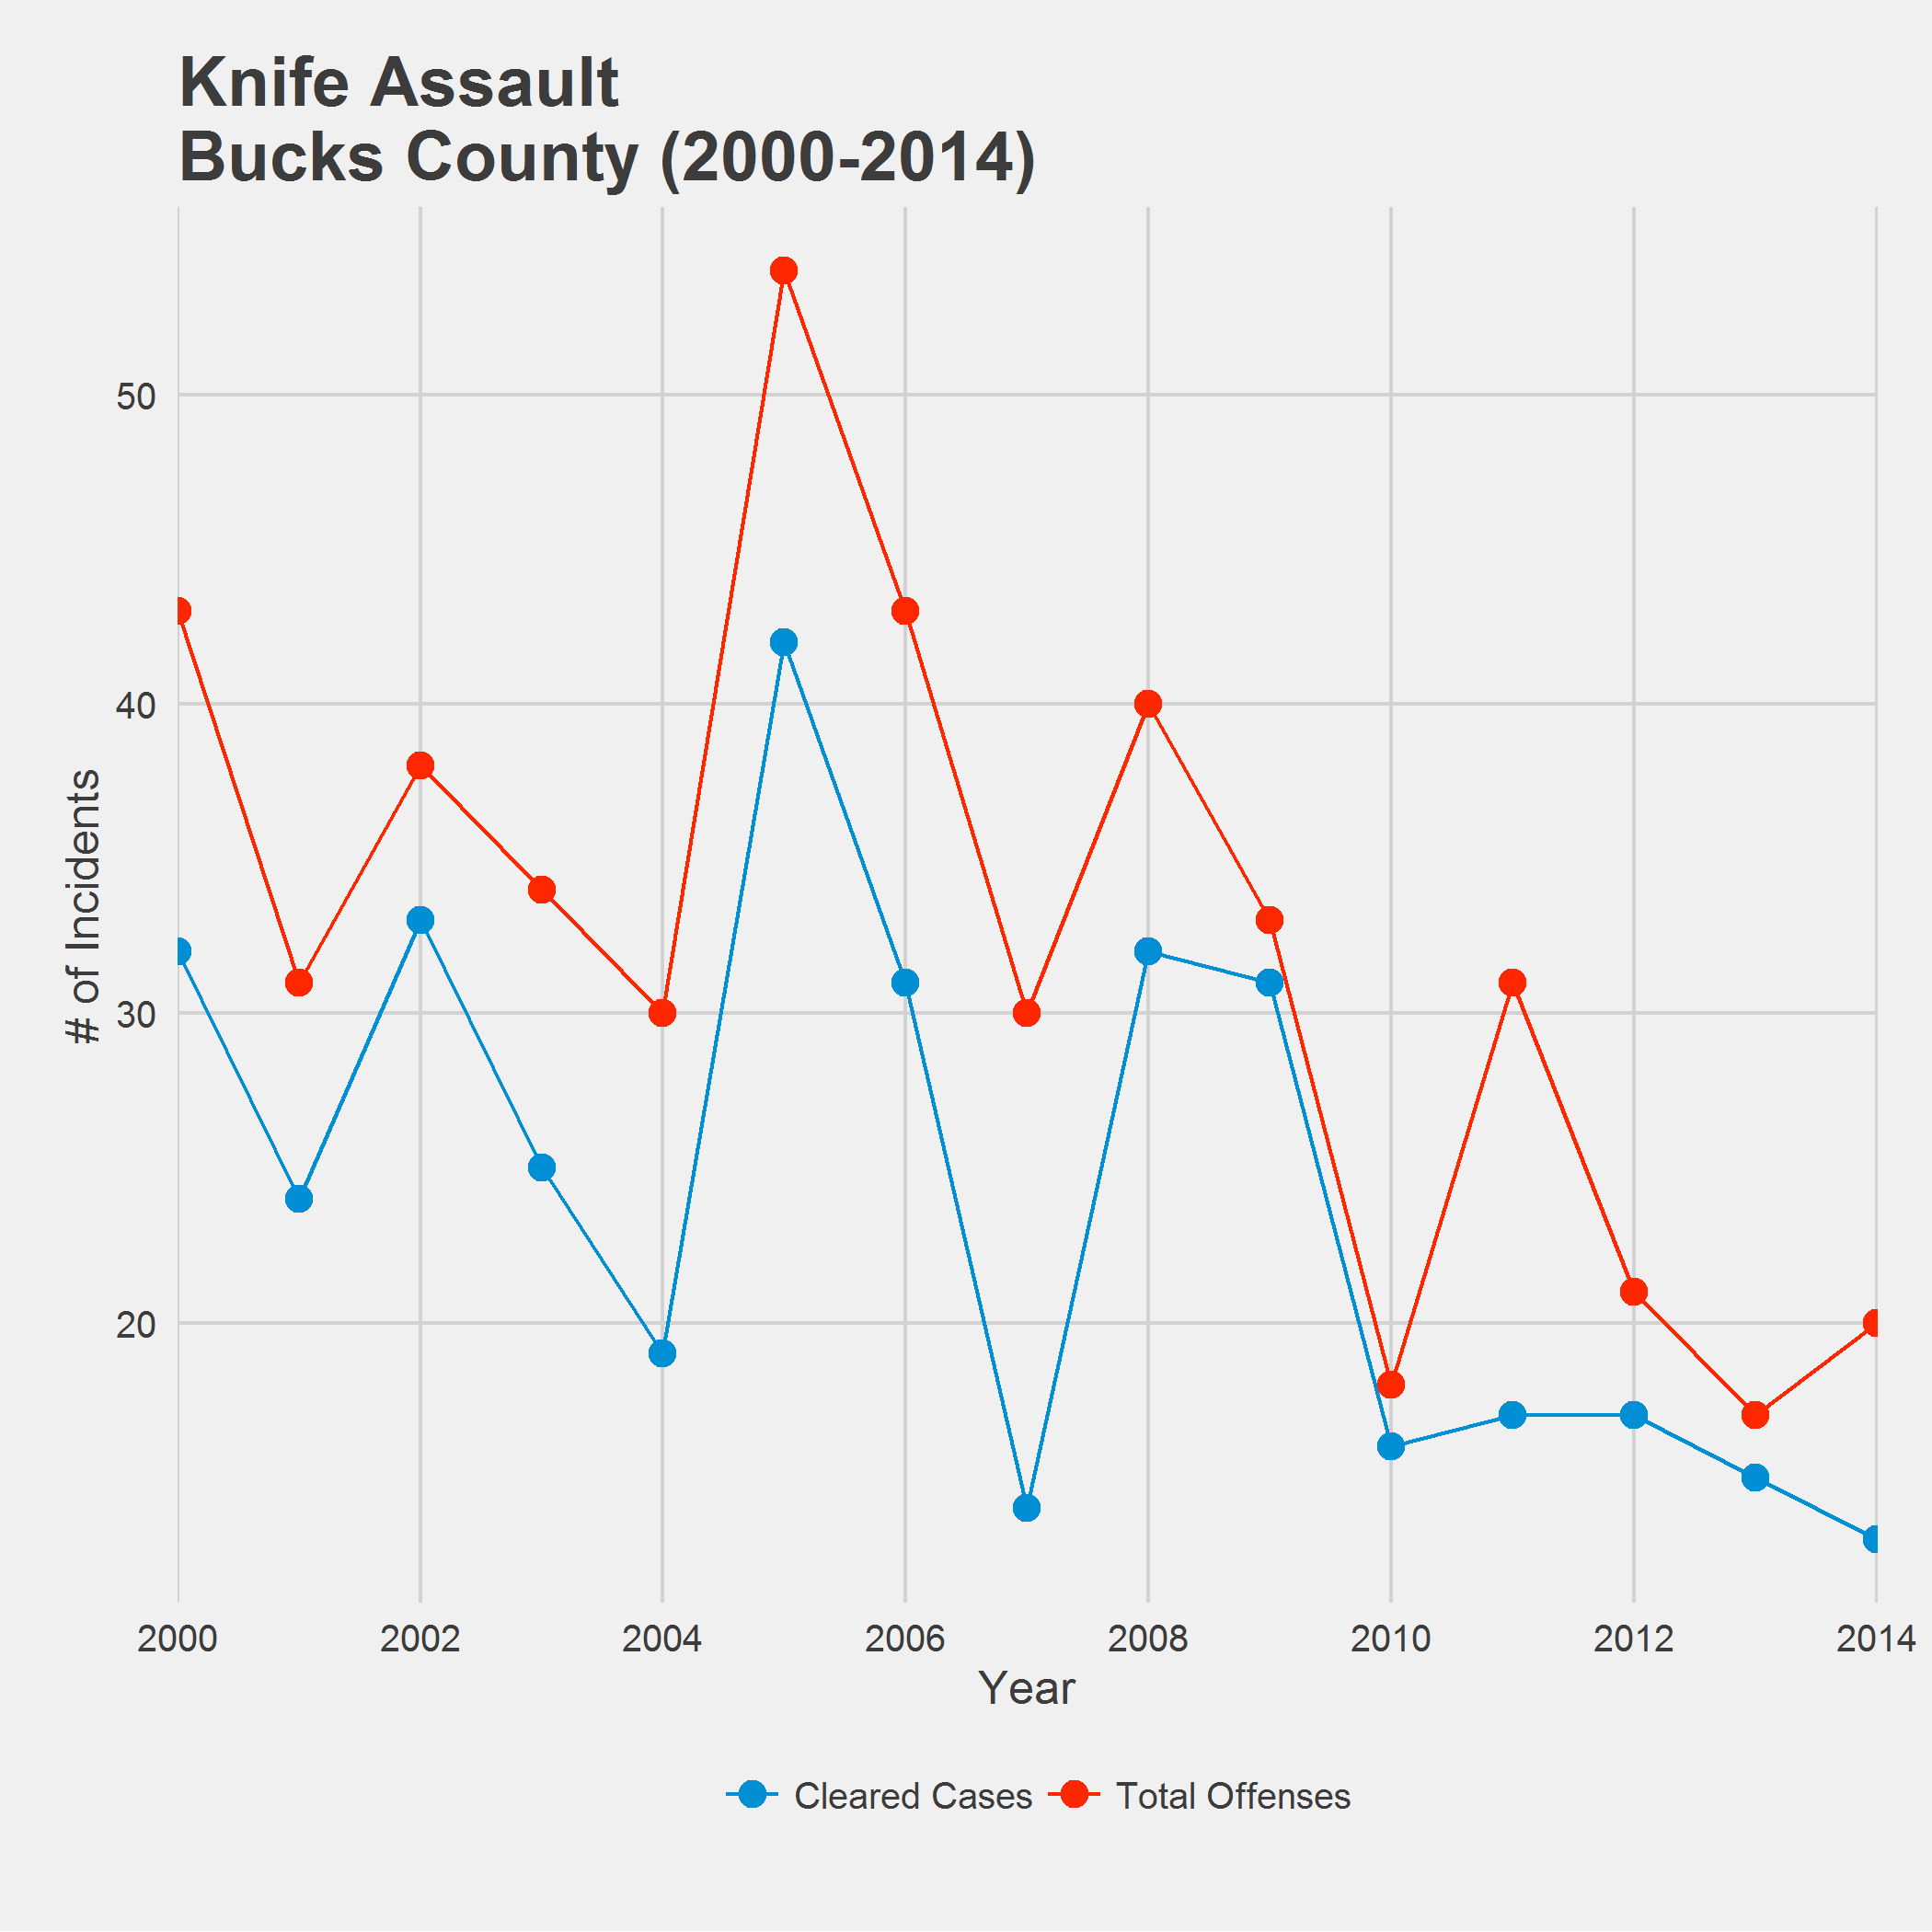 Knife Assault
Bucks County (2000-2014)
50
40
30
20
# of Incidents
2000 2002 2004 2006 2008 2010 2012 2014
Year
Cleared Cases Total Offenses